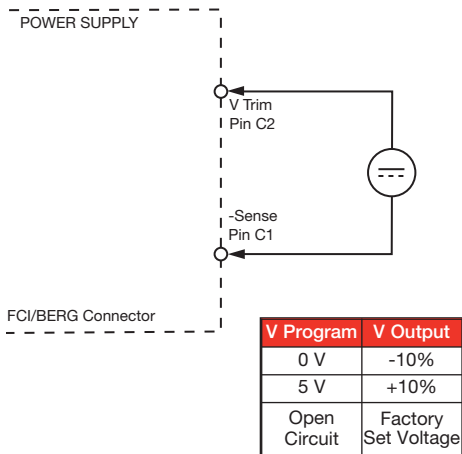 POWER SUPPLY
V Trim
Pin C2
-Sense
Pin C1
FCI/BERG Connector
V Program V Output
0 V -10%
5 V +10%
Open Factory
Circuit Set Voltage